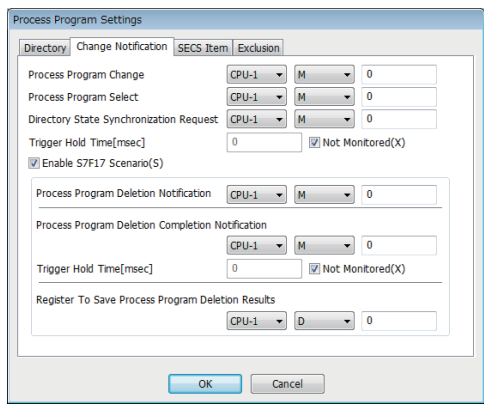 Process Program Settings
Directory Change Notification SECS Item Exclusion
Process Program Change CPU-1 M 0
Process Program Select CPU-1 M 0
Directory State Synchronization Request CPU-1 M 0
Trigger Hold Time[msec] 0 Not Monitored(X)
Enable S7F17 Scenario(S)
Process Program Deletion Notification CPU-1 M 0
Process Program Deletion Completion Notification
CPU-1 M 0
Trigger Hold Time[msec] 0 Not Monitored(X)
Register To Save Process Program Deletion Results
CPU-1 D 0
OK Cancel